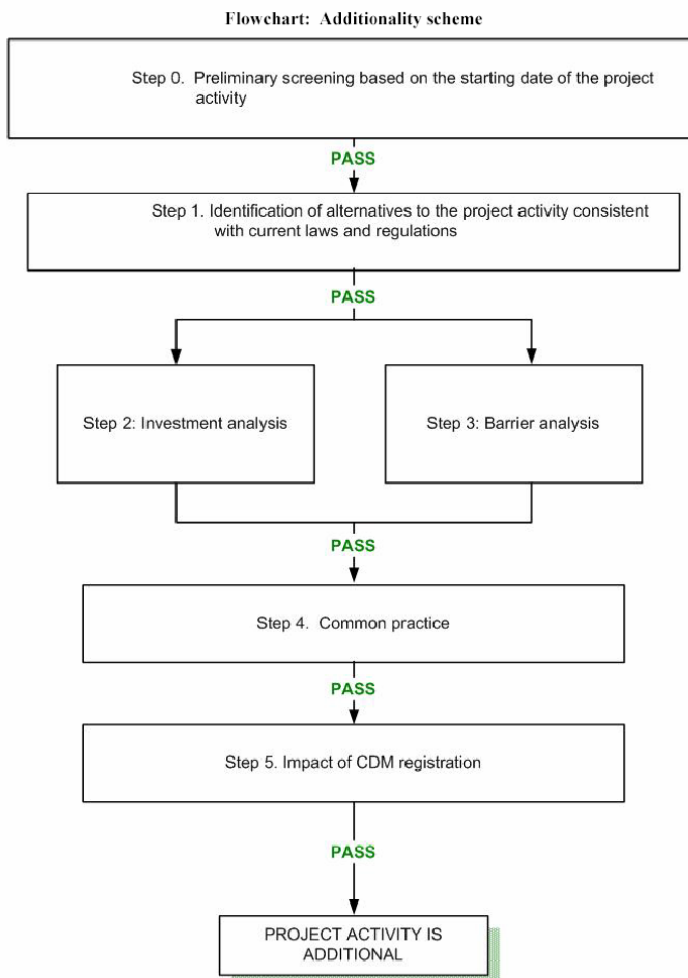 Flowchart: Additionality scheme
Step 0. Preliminary screening based on the starting date of the project
activity
PASS
Step 1. Identification of alternatives to the project activity consistent
with current laws and regulations
PASS
Step 2: Investment analysis
Step 3: Barrier analysis
PASS
Step 4. Common practice
PASS
Step 5. Impact of CDM registration
PASS
PROJECT ACTIVITY IS
ADDITIONAL